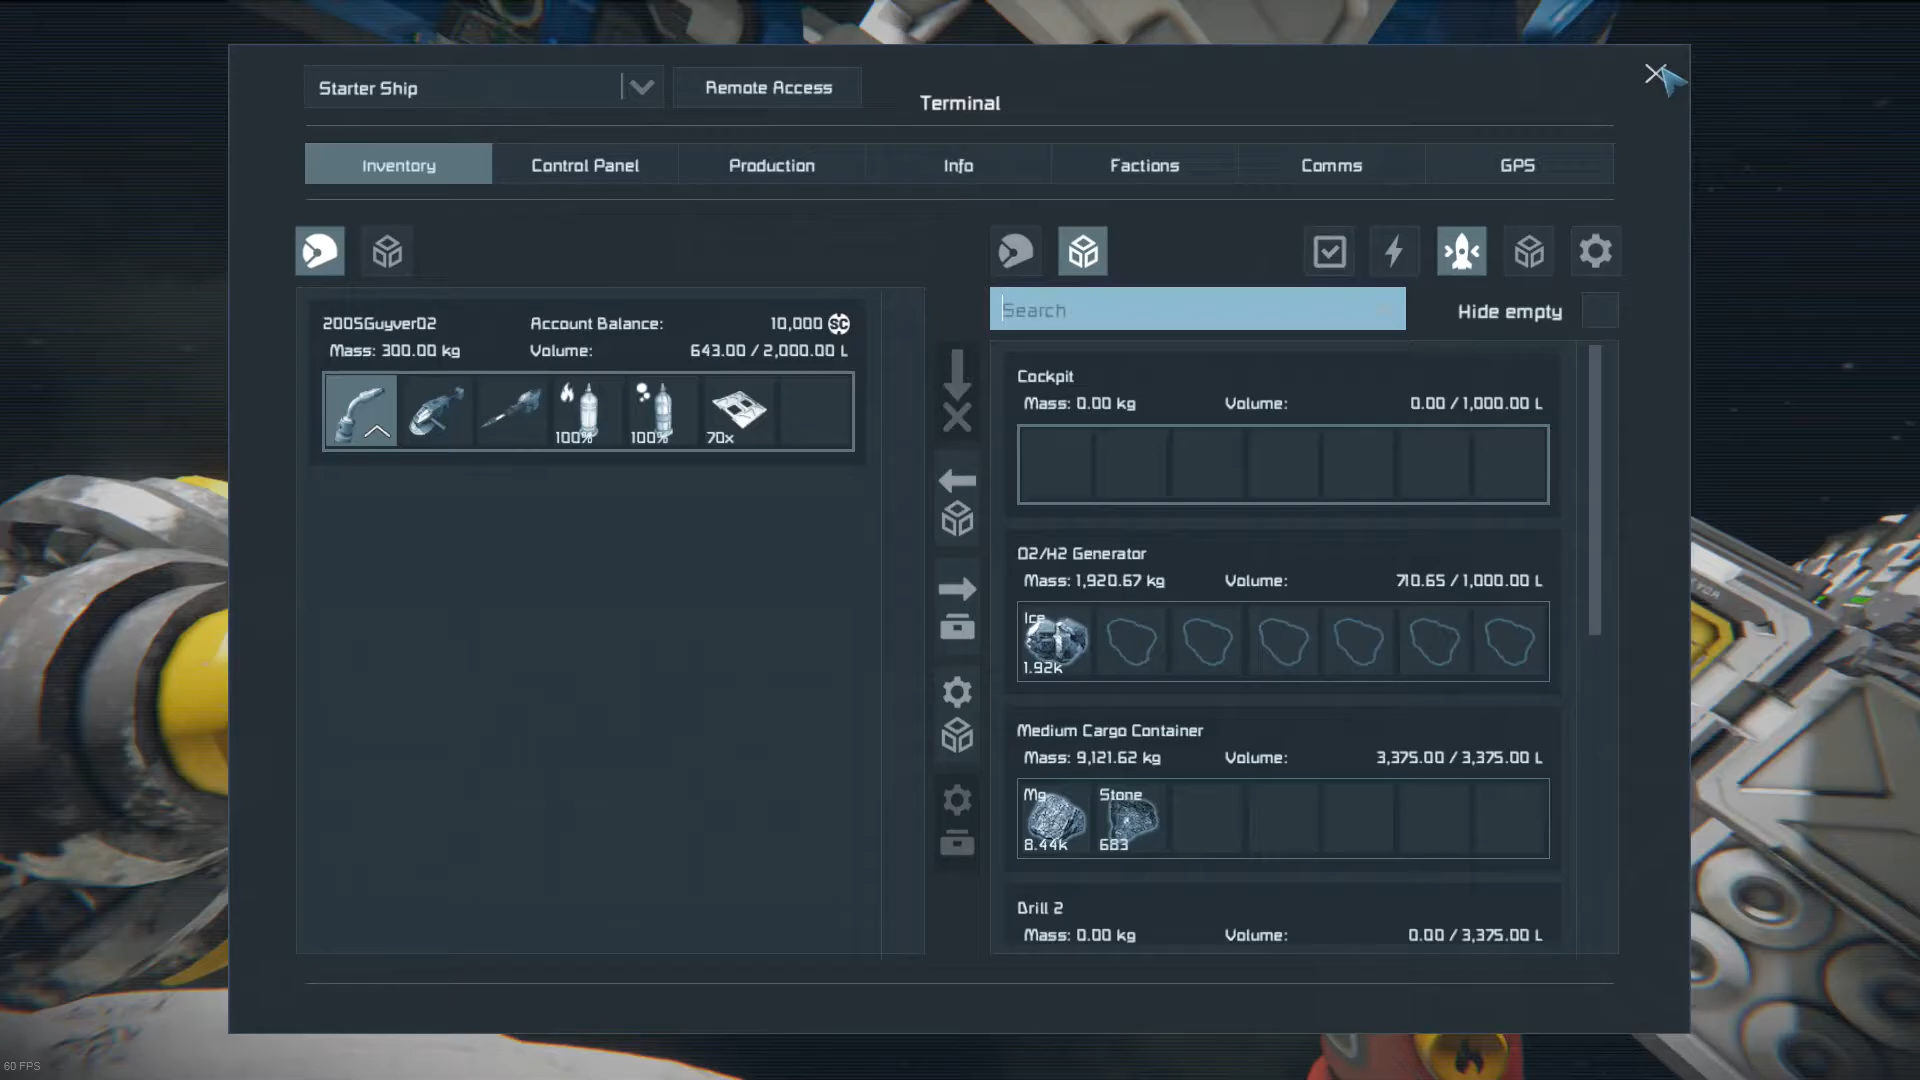 Starter Ship
Remote Access
Terminal
Inventory
Control Panel
Production
Info
Factions
Comms
GPS
Search
Hide empty
2005Guyver02
Account Balance:
10,000 SC
Mass: 300.00 kg
Volume:
643.00 / 2,000.00 L
100%
100%
70x
Cockpit
Mass: 0.00 kg
Volume:
0.00 / 1,000.00 L
O2/H2 Generator
Mass: 1,920.67 kg
Volume:
710.65 / 1,000.00 L
Ice
1.92k
Medium Cargo Container
Mass: 9,121.62 kg
Volume:
3,375.00 / 3,375.00 L
Mg
Stone
8.44k
683
Drill 2
Mass: 0.00 kg
Volume:
0.00 / 3,375.00 L
60 FPS